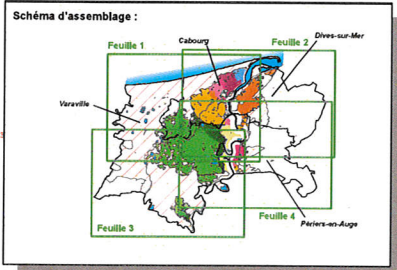 Schéma d'assemblage :
Feuille 1
Cabourg
Feuille 2
Dives-sur-Mer
Varaville
Feuille 3
Feuille 4
Périers-en-Auge